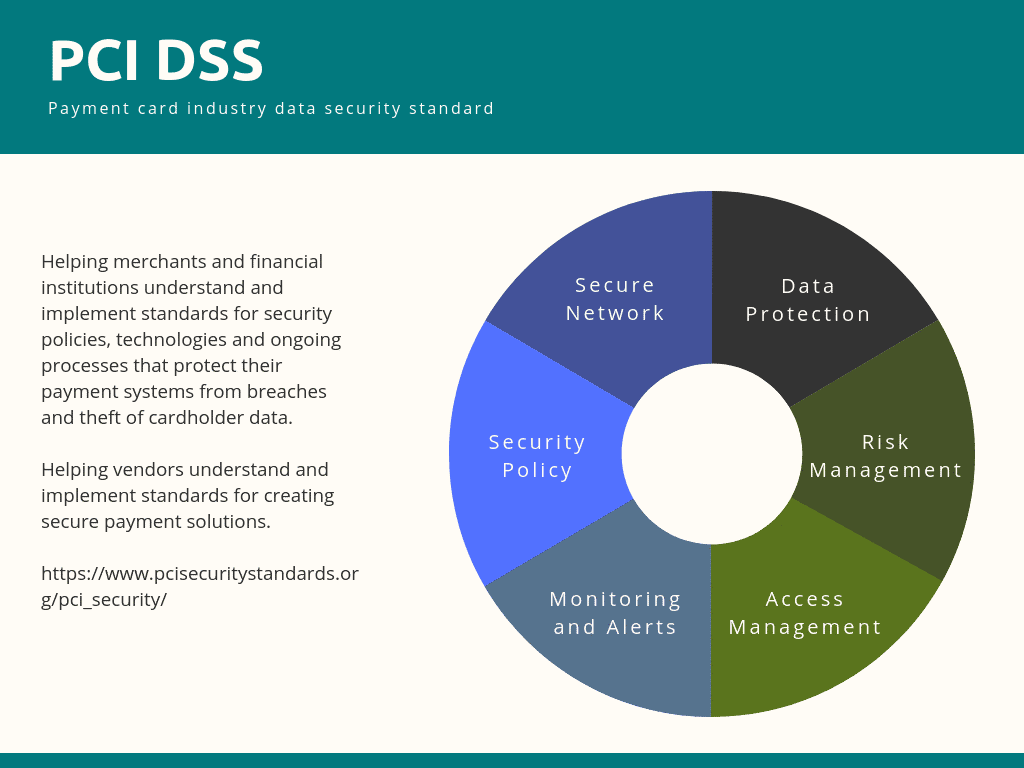 PCI DSS
Payment card industry data security standard
Helping merchants and financial
institutions understand and
implement standards for security
policies, technologies and ongoing
processes that protect their
payment systems from breaches
and theft of cardholder data.
Helping vendors understand and
implement standards for creating
secure payment solutions.
https://www.pcisecuritystandards.or
g/pci_security/
Secure
Network
Data
Protection
Security
Policy
Risk
Management
Monitoring
and Alerts
Access
Management